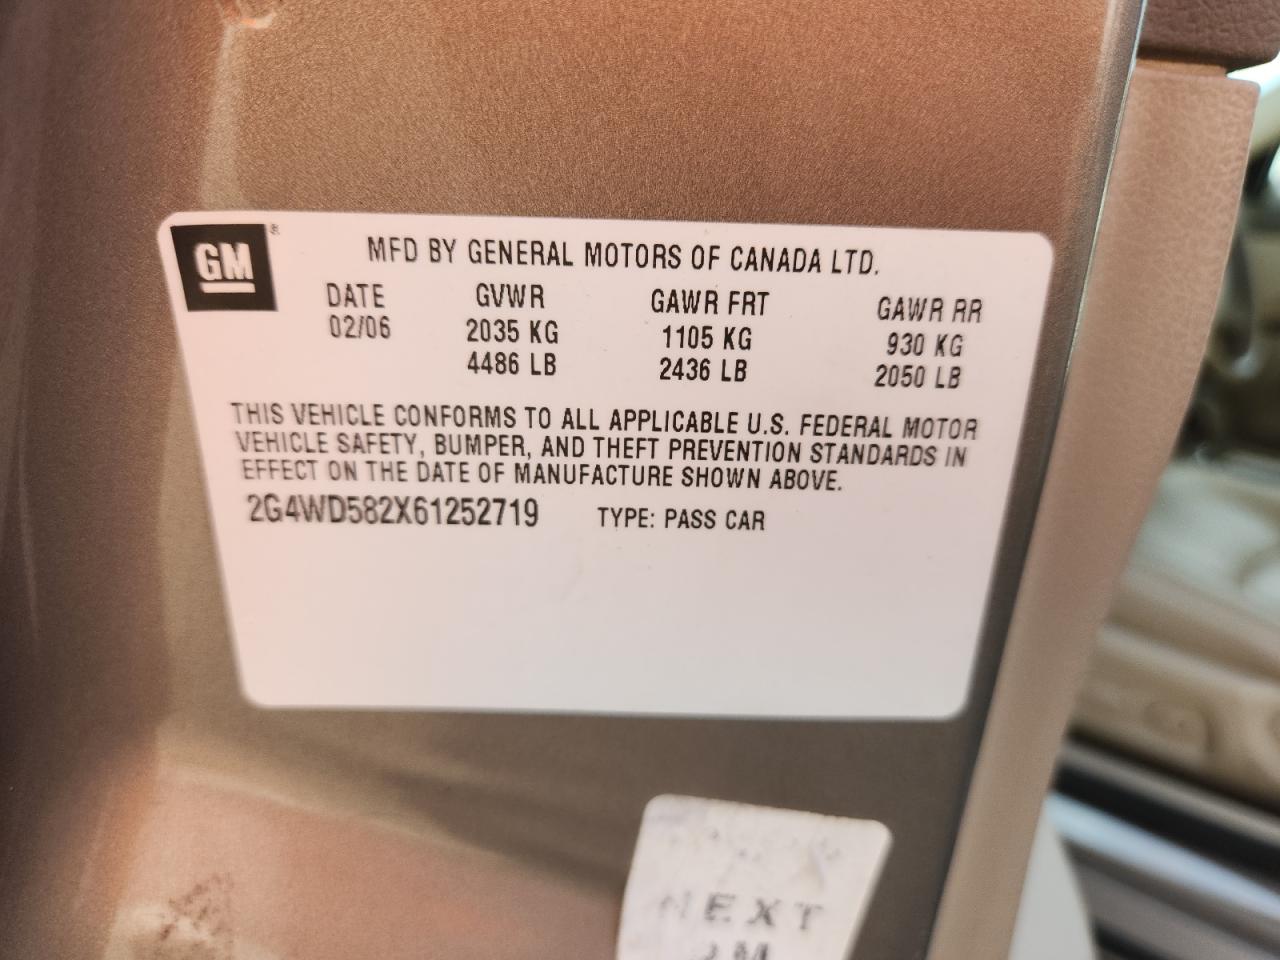 GM ®
MFD BY GENERAL MOTORS OF CANADA LTD.
DATE GVWR GAWR FRT GAWR RR
02/06 2035 KG 1105 KG 930 KG
4486 LB 2436 LB 2050 LB
THIS VEHICLE CONFORMS TO ALL APPLICABLE U.S. FEDERAL MOTOR
VEHICLE SAFETY, BUMPER, AND THEFT PREVENTION STANDARDS IN
EFFECT ON THE DATE OF MANUFACTURE SHOWN ABOVE.
2G4WD582X61252719 TYPE: PASS CAR
NEXT